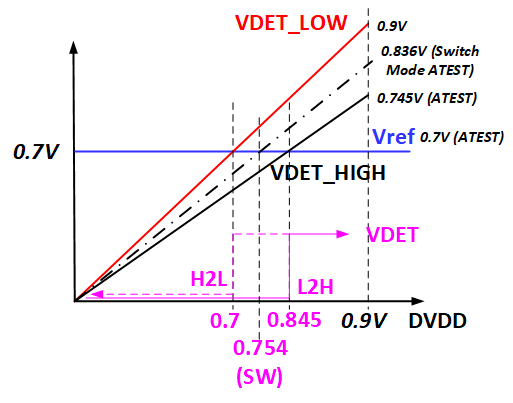 VDET_LOW
0.9V
0.836V (Switch
Mode ATEST)
0.745V (ATEST)
0.7V
Vref 0.7V (ATEST)
VDET_HIGH
VDET
H2L
L2H
0.7
0.845
0.9V
DVDD
0.754
(SW)